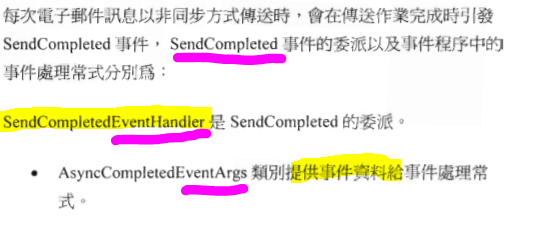 每次電子郵件訊息以非同步方式傳送時，會在傳送作業完成時引發
SendCompleted 事件， SendCompleted 事件的委派以及事件程序中的
事件處理常式分別為：
SendCompletedEventHandler 是 SendCompleted 的委派。
• AsyncCompletedEventArgs 類別提供事件資料給事件處理常
式。